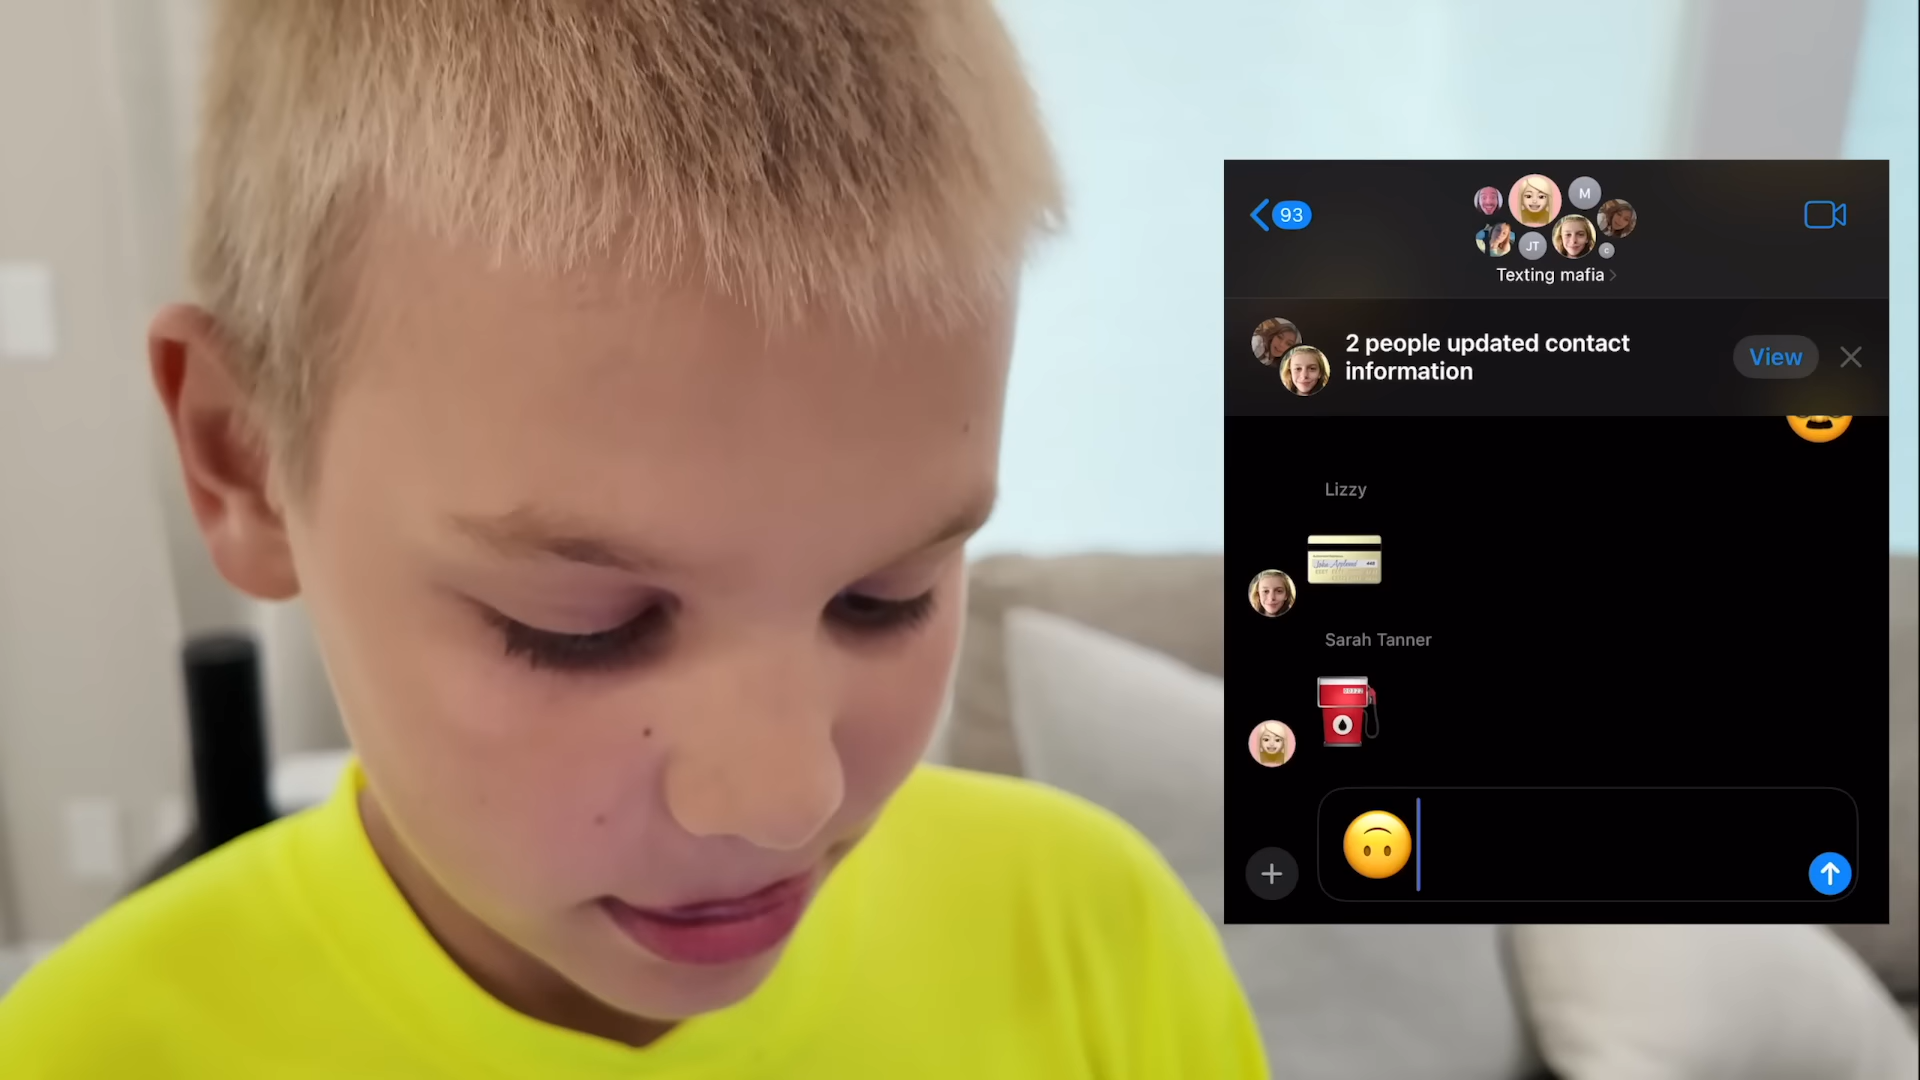 93
M
JT
C
Texting mafia
2 people updated contact
information
View
Lizzy
Sarah Tanner